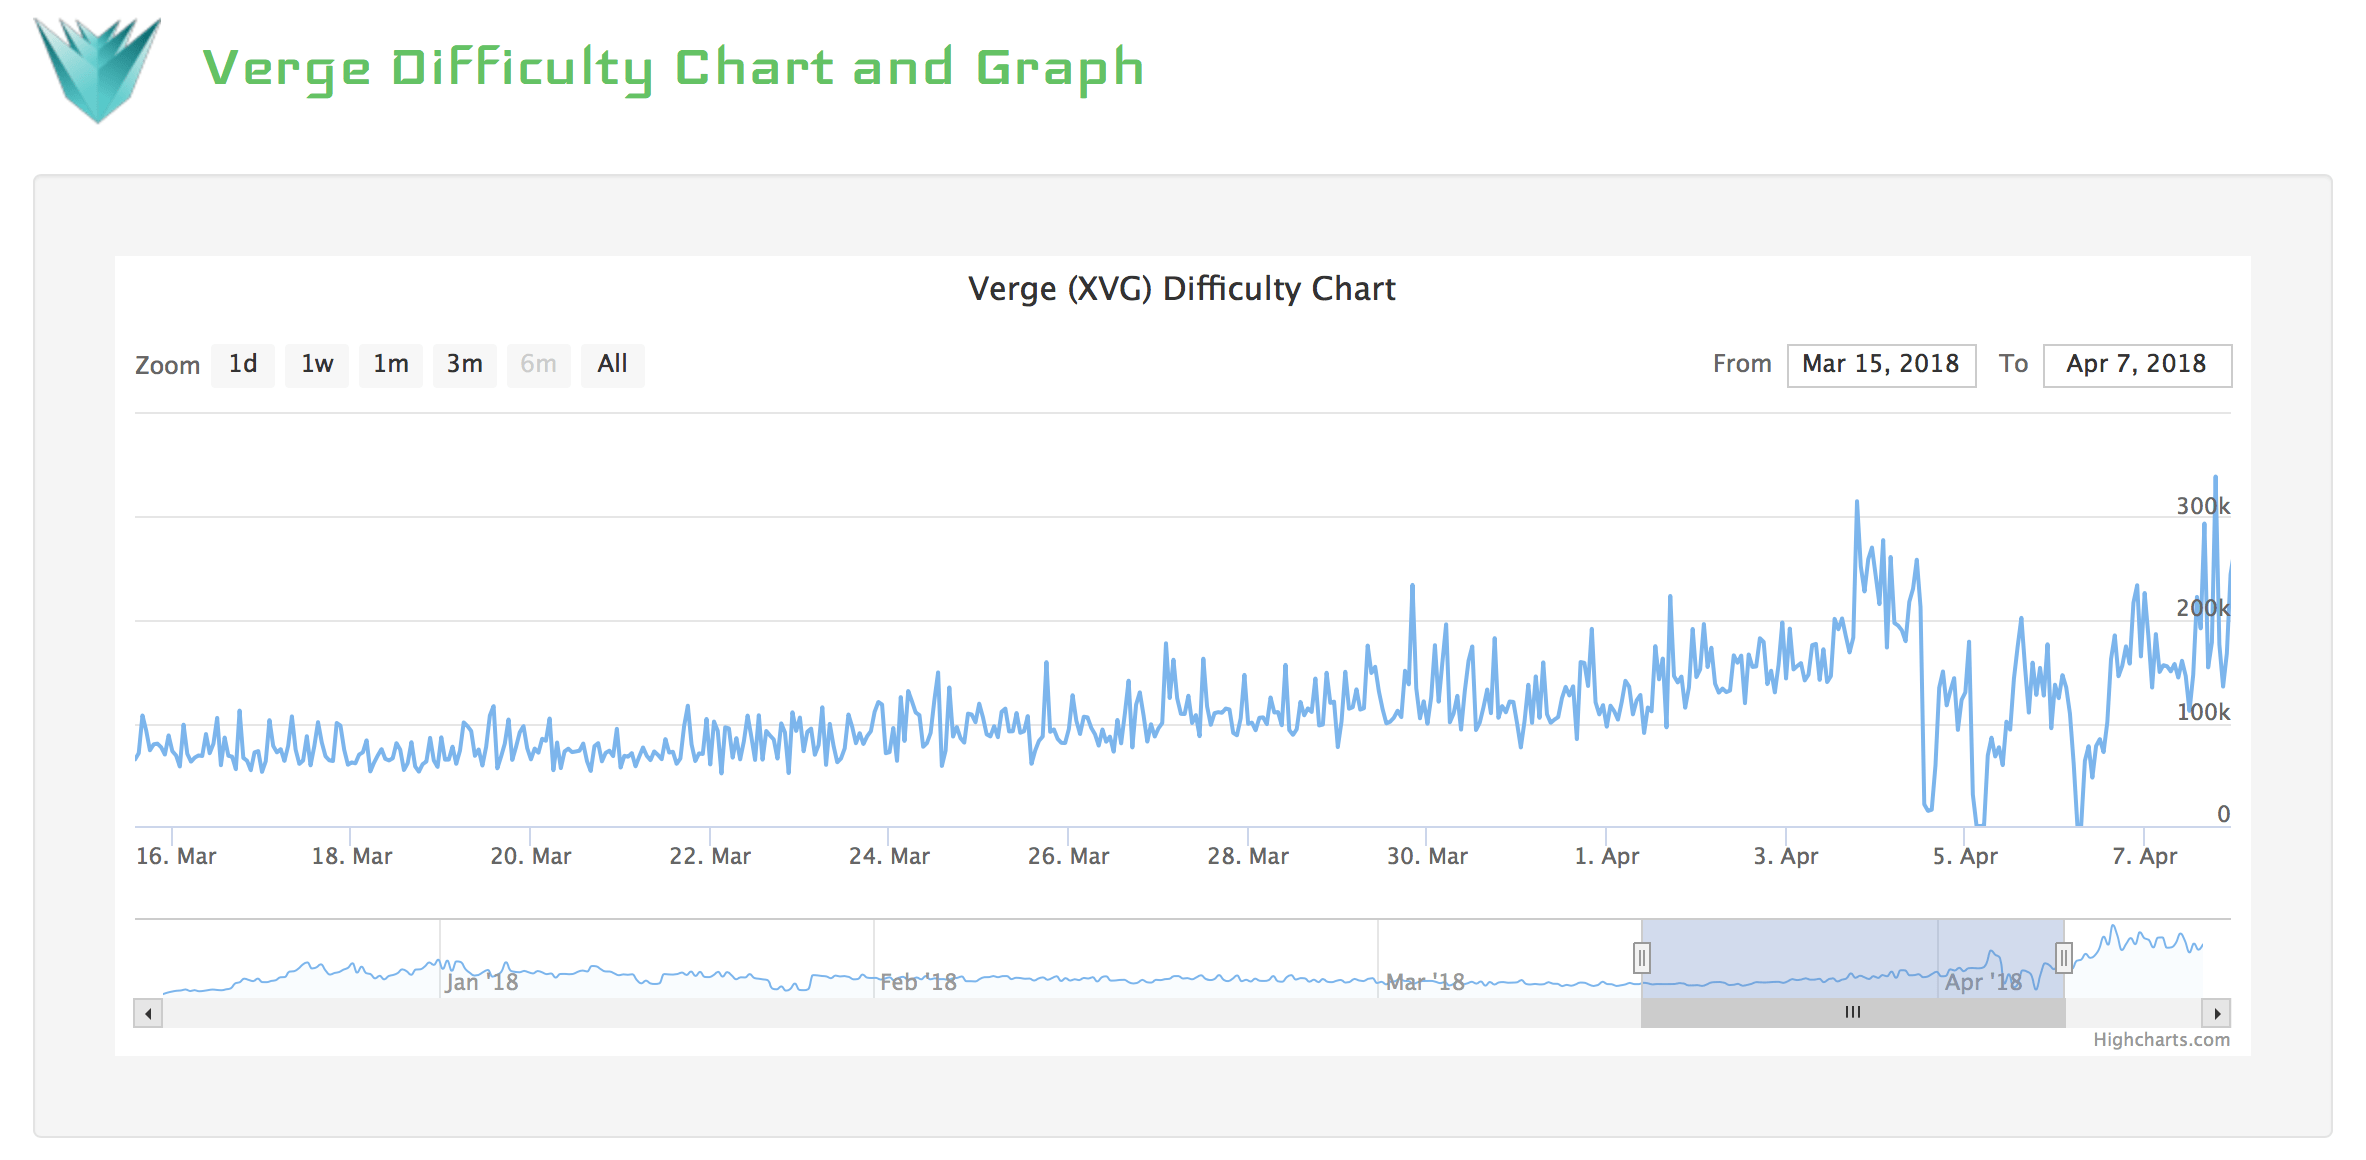 Verge Difficulty Chart and Graph
Verge (XVG) Difficulty Chart
Zoom 1d 1w 1m 3m 6m All From Mar 15, 2018 To Apr 7, 2018
300k
200k
100k
0
16. Mar 18. Mar 20. Mar 22. Mar 24. Mar 26. Mar 28. Mar 30. Mar 1. Apr 3. Apr 5. Apr 7. Apr
Jan '18 Feb '18 Mar '18 Apr '18
Highcharts.com